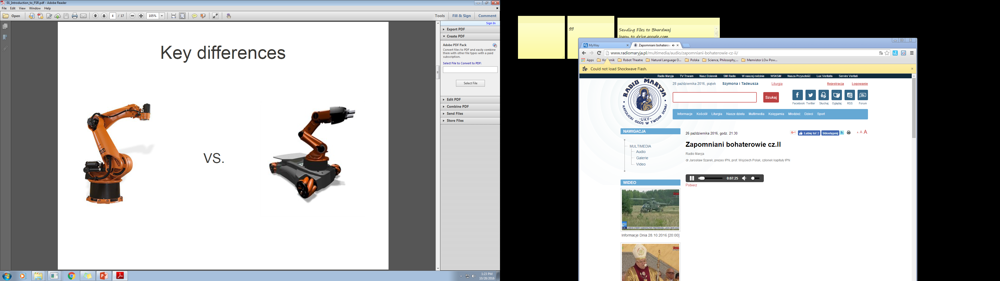 01_Introduction_to_FSR.pdf - Adobe Reader
File Edit View Window Help
Open 4 / 17 105% Tools Fill & Sign Comment
Sign In
Export PDF
Create PDF
Adobe PDF Pack
Convert files to PDF and easily combine
them with other file types with a paid
subscription.
Select File to Convert to PDF:
Select File
Edit PDF
Combine PDF
Send Files
Store Files
Key differences
VS.
1:23 PM
10/28/2016
gg
Sending Files to Bhardwaj
logon to drive.google.com
MyWay Zapomniani bohaterov
www.radiomaryja.pl/multimedia/audio/zapomniani-bohaterowie-cz-ii/
Apps Robot Theatre Natural Language O... Polska Science, Philosophy,... Memristor LOw Pow...
Could not load Shockwave Flash.
Radio Maryja TV Trwam Nasz Dziennik SIM Radio W naszej rodzinie WSKSiM Nasza Przyszłość Lux Veritatis Servire Veritati
RADIO MARYJA
KATOLICKI GŁOS W TWOIM DOMU
·UKF·
28 października 2016, piątek Szymona i Tadeusza Liturgia Rejestracja Logowanie
Szukaj
Facebook Twitter Słuchaj Oglądaj RSS Forum
Informacje Kościół Liturgia Nasze dzieła Multimedia Księgarnia Młodzież Dzieci Sport
NAWIGACJA
MULTIMEDIA
Audio
Galerie
Video
26 października 2016, godz. 21:30
G+1 Lubię to! 2 Udostępnij A A A
Zapomniani bohaterowie cz.II
Radio Maryja
dr Jarosław Szarek, prezes IPN, prof. Wojciech Polak, członek kapituły IPN
0:07:25
Pobierz
WIDEO
Informacje Dnia 28.10.2016 [20:00]